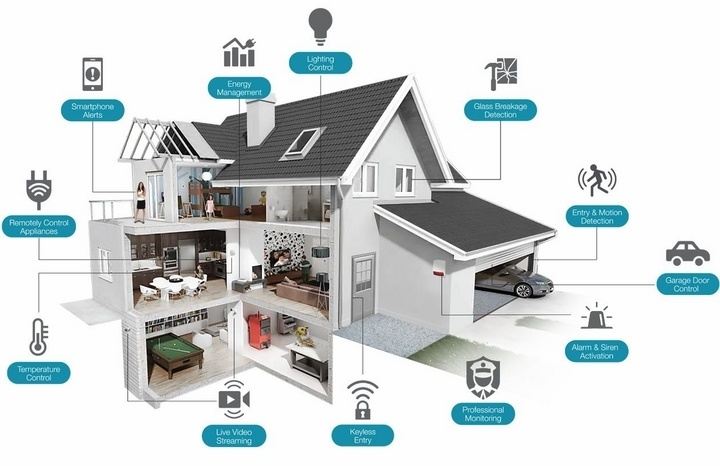 Lighting
Control
Energy
Management
Smartphone
Alerts
Glass Breakage
Detection
Remotely Control
Appliances
Entry & Motion
Detection
Garage Door
Control
Temperature
Control
Alarm & Siren
Activation
Live Video
Streaming
Keyless
Entry
Professional
Monitoring